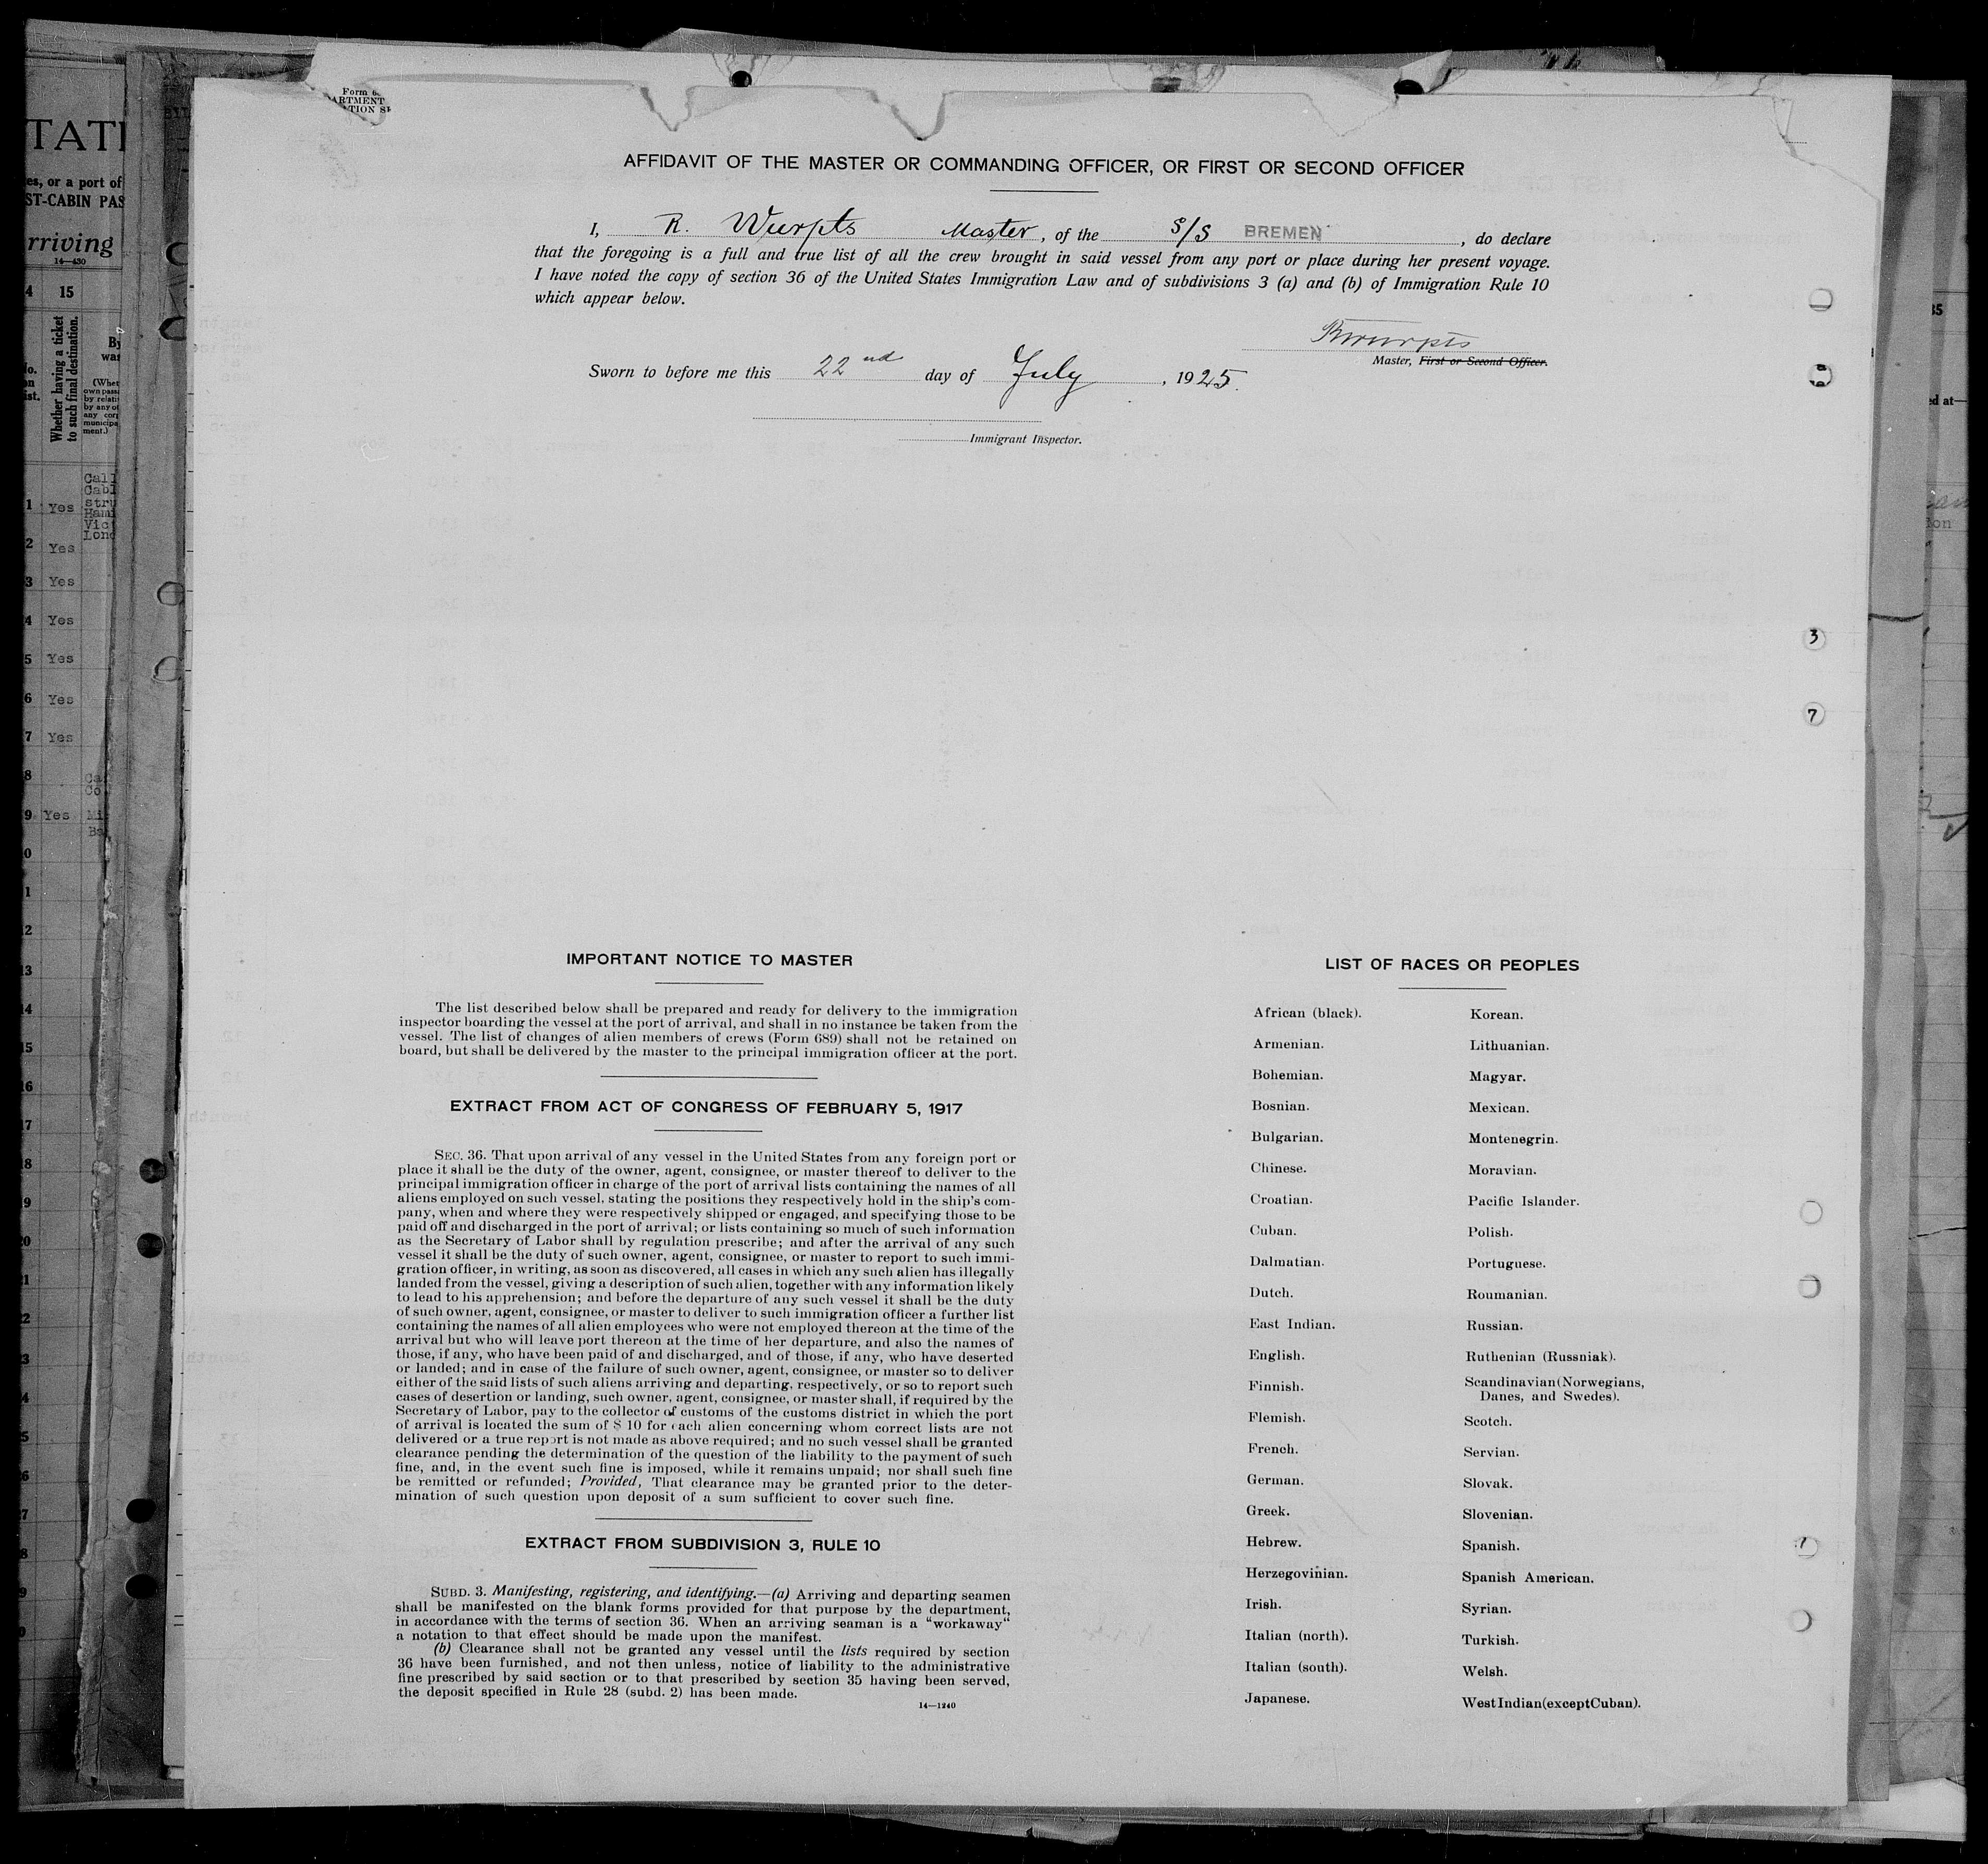 Form 6
ARTMENT
TION SE
AFFIDAVIT OF THE MASTER OR COMMANDING OFFICER, OR FIRST OR SECOND OFFICER
I, R. Wurpts Master, of the S/S BREMEN, do declare
that the foregoing is a full and true list of all the crew brought in said vessel from any port or place during her present voyage.
I have noted the copy of section 36 of the United States Immigration Law and of subdivisions 3 (a) and (b) of Immigration Rule 10
which appear below.
RWurpts
Master, First or Second Officer.
Sworn to before me this 22nd day of July, 1925.
Immigrant Inspector.
3
7
IMPORTANT NOTICE TO MASTER
The list described below shall be prepared and ready for delivery to the immigration
inspector boarding the vessel at the port of arrival, and shall in no instance be taken from the
vessel. The list of changes of alien members of crews (Form 689) shall not be retained on
board, but shall be delivered by the master to the principal immigration officer at the port.
EXTRACT FROM ACT OF CONGRESS OF FEBRUARY 5, 1917
SEC. 36. That upon arrival of any vessel in the United States from any foreign port or
place it shall be the duty of the owner, agent, consignee, or master thereof to deliver to the
principal immigration officer in charge of the port of arrival lists containing the names of all
aliens employed on such vessel, stating the positions they respectively hold in the ship's com-
pany, when and where they were respectively shipped or engaged, and specifying those to be
paid off and discharged in the port of arrival; or lists containing so much of such information
as the Secretary of Labor shall by regulation prescribe; and after the arrival of any such
vessel it shall be the duty of such owner, agent, consignee, or master to report to such immi-
gration officer, in writing, as soon as discovered, all cases in which any such alien has illegally
landed from the vessel, giving a description of such alien, together with any information likely
to lead to his apprehension; and before the departure of any such vessel it shall be the duty
of such owner, agent, consignee, or master to deliver to such immigration officer a further list
containing the names of all alien employees who were not employed thereon at the time of the
arrival but who will leave port thereon at the time of her departure, and also the names of
those, if any, who have been paid of and discharged, and of those, if any, who have deserted
or landed; and in case of the failure of such owner, agent, consignee, or master so to deliver
either of the said lists of such aliens arriving and departing, respectively, or so to report such
cases of desertion or landing, such owner, agent, consignee, or master shall, if required by the
Secretary of Labor, pay to the collector of customs of the customs district in which the port
of arrival is located the sum of $ 10 for each alien concerning whom correct lists are not
delivered or a true report is not made as above required; and no such vessel shall be granted
clearance pending the determination of the question of the liability to the payment of such
fine, and, in the event such fine is imposed, while it remains unpaid; nor shall such fine
be remitted or refunded; Provided, That clearance may be granted prior to the deter-
mination of such question upon deposit of a sum sufficient to cover such fine.
EXTRACT FROM SUBDIVISION 3, RULE 10
SUBD. 3. Manifesting, registering, and identifying.—(a) Arriving and departing seamen
shall be manifested on the blank forms provided for that purpose by the department,
in accordance with the terms of section 36. When an arriving seaman is a "workaway"
a notation to that effect should be made upon the manifest.
(b) Clearance shall not be granted any vessel until the lists required by section
36 have been furnished, and not then unless, notice of liability to the administrative
fine prescribed by said section or to that prescribed by section 35 having been served,
the deposit specified in Rule 28 (subd. 2) has been made.
14—1240
LIST OF RACES OR PEOPLES
African (black).
Armenian.
Bohemian.
Bosnian.
Bulgarian.
Chinese.
Croatian.
Cuban.
Dalmatian.
Dutch.
East Indian.
English.
Finnish.
Flemish.
French.
German.
Greek.
Hebrew.
Herzegovinian.
Irish.
Italian (north).
Italian (south).
Japanese.
Korean.
Lithuanian.
Magyar.
Mexican.
Montenegrin.
Moravian.
Pacific Islander.
Polish.
Portuguese.
Roumanian.
Russian.
Ruthenian (Russniak).
Scandinavian (Norwegians,
Danes, and Swedes).
Scotch.
Servian.
Slovak.
Slovenian.
Spanish.
Spanish American.
Syrian.
Turkish.
Welsh.
West Indian (except Cuban).